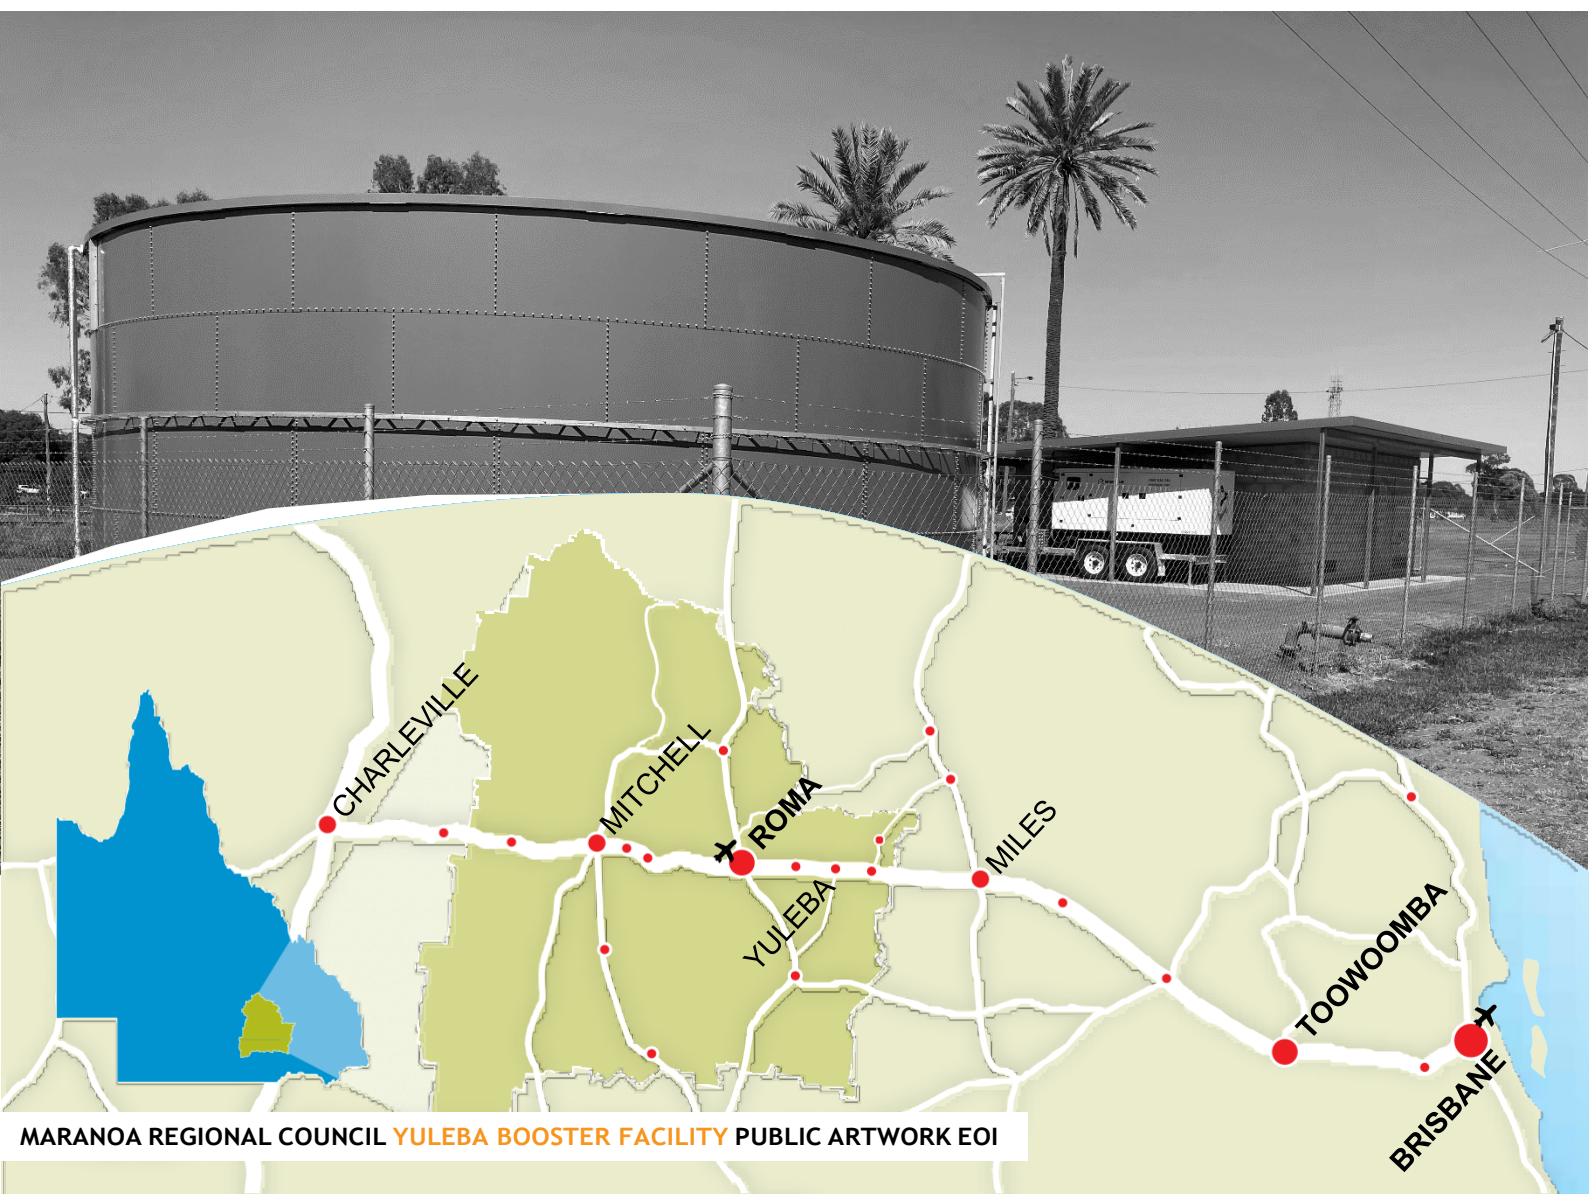 CHARLEVILLE
MITCHELL
ROMA
YULEBA
MILES
TOOWOOMBA
BRISBANE
MARANOA REGIONAL COUNCIL YULEBA BOOSTER FACILITY PUBLIC ARTWORK EOI